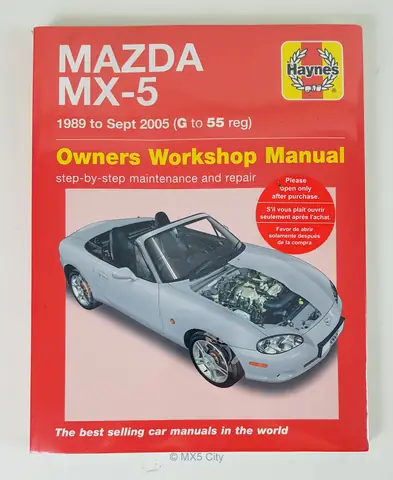 MAZDA
MX-5
Haynes
1989 to Sept 2005 (G to 55 reg)
Owners Workshop Manual
step-by-step maintenance and repair
Please
open only
after purchase.
S'il vous plaît ouvrir
seulement après l'achat.
Favor de abrir
solamente después
de la compra
The best selling car manuals in the world
© MX5 City